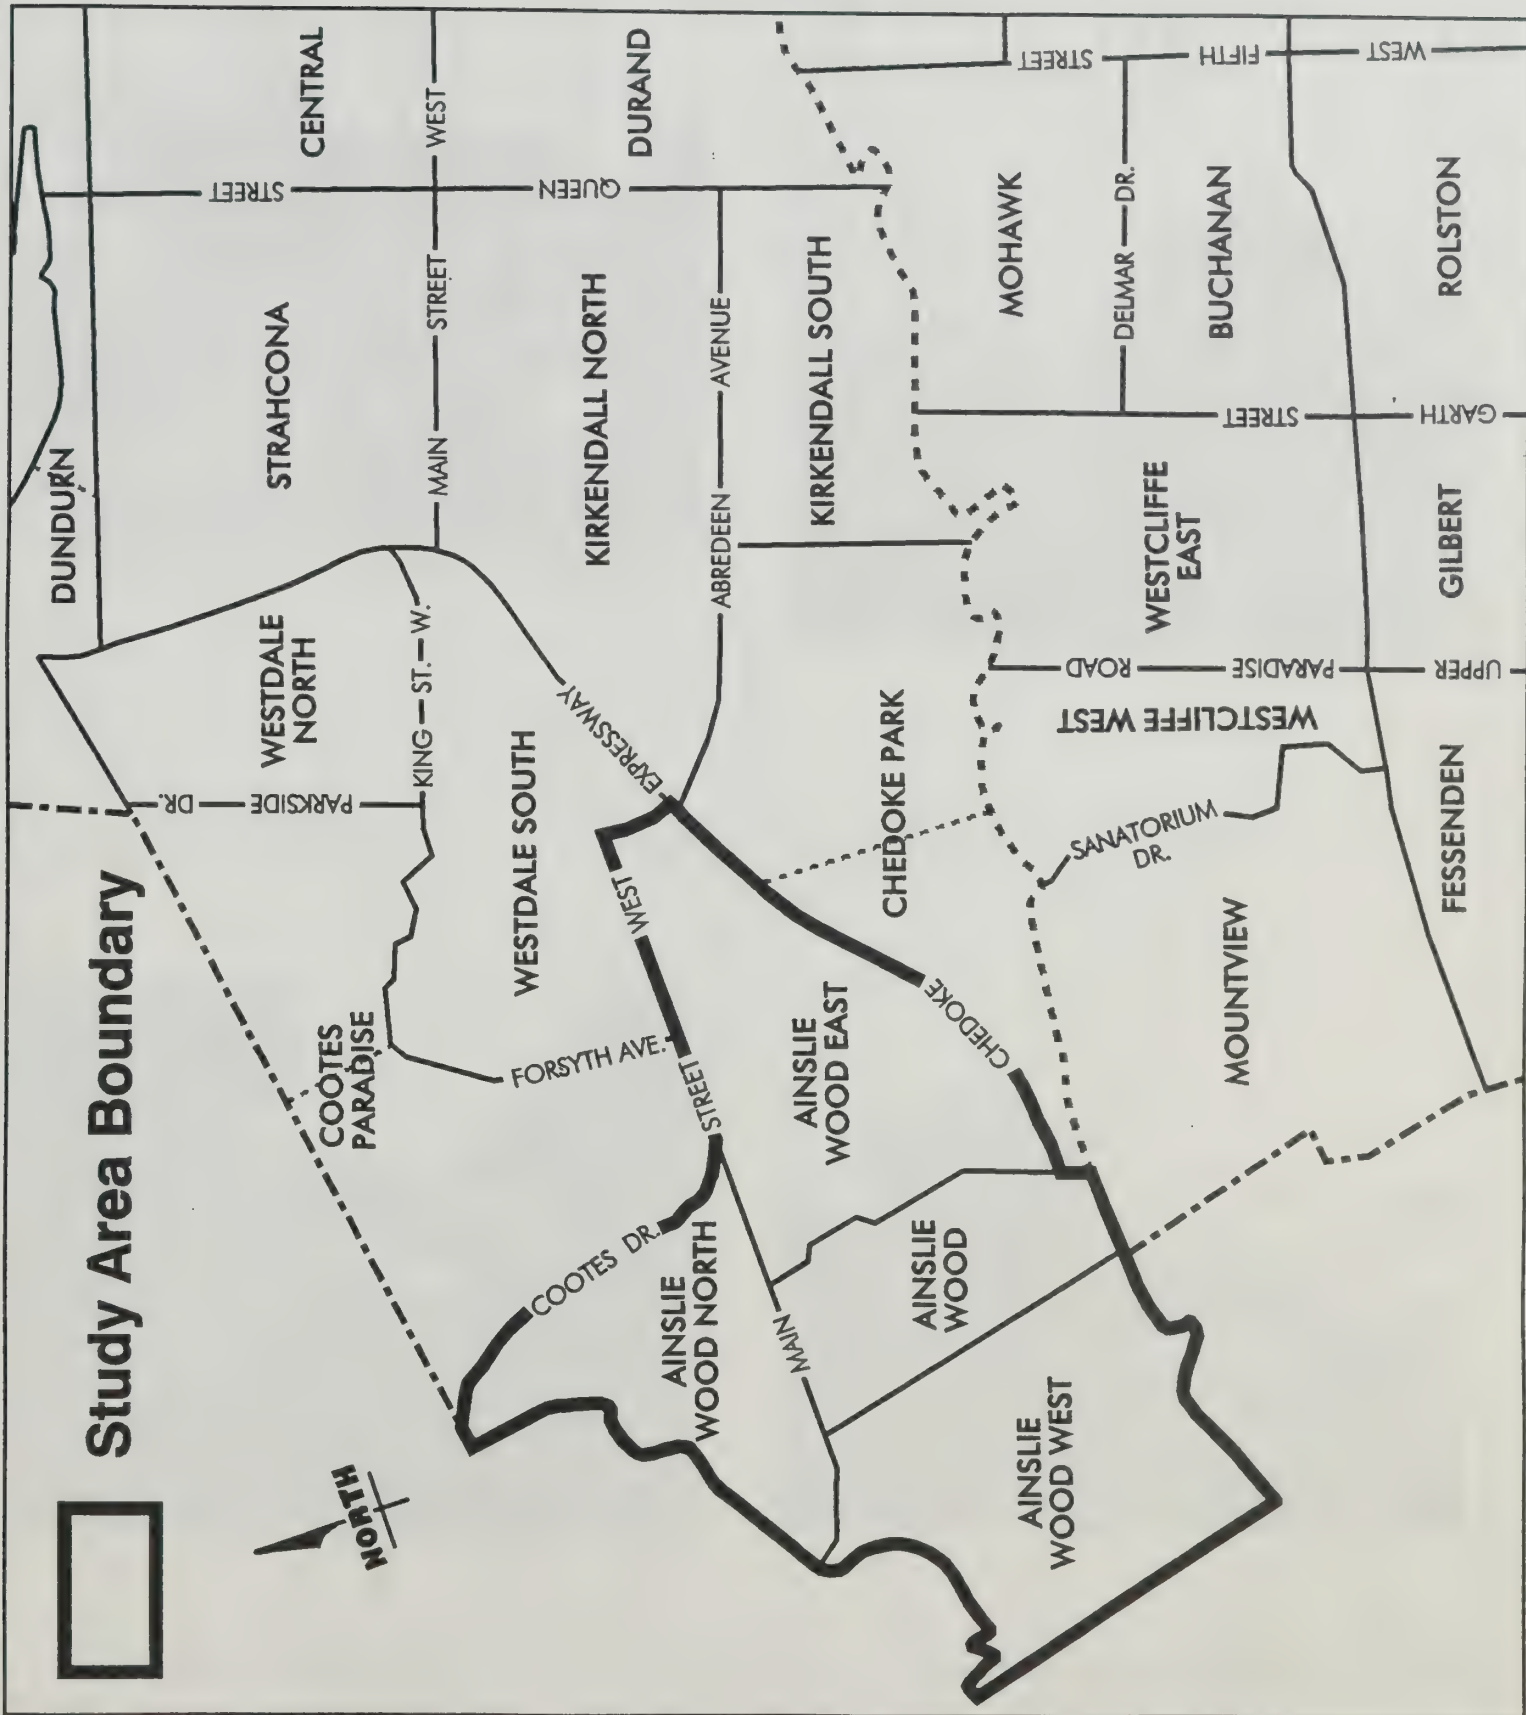 Study Area Boundary
NORTH
COOTES
PARADISE
PARKSIDE DR.
WESTDALE
NORTH
DUNDURN
STRAHCONA
CENTRAL
QUEEN STREET
KING ST. W.
MAIN STREET WEST
WESTDALE SOUTH
FORSYTH AVE.
EXPRESSWAY
KIRKENDALL NORTH
DURAND
COOTES DR.
AINSLIE
WOOD NORTH
MAIN STREET WEST
ABREDEEN AVENUE
KIRKENDALL SOUTH
AINSLIE
WOOD EAST
CHEDOKE
CHEDOKE PARK
AINSLIE
WOOD
AINSLIE
WOOD WEST
MOHAWK
DELMAR DR.
BUCHANAN
WEST FIFTH STREET
GARTH STREET
WESTCLIFFE
EAST
UPPER PARADISE ROAD
WESTCLIFFE WEST
SANATORIUM
DR.
MOUNTVIEW
FESSENDEN
GILBERT
ROLSTON